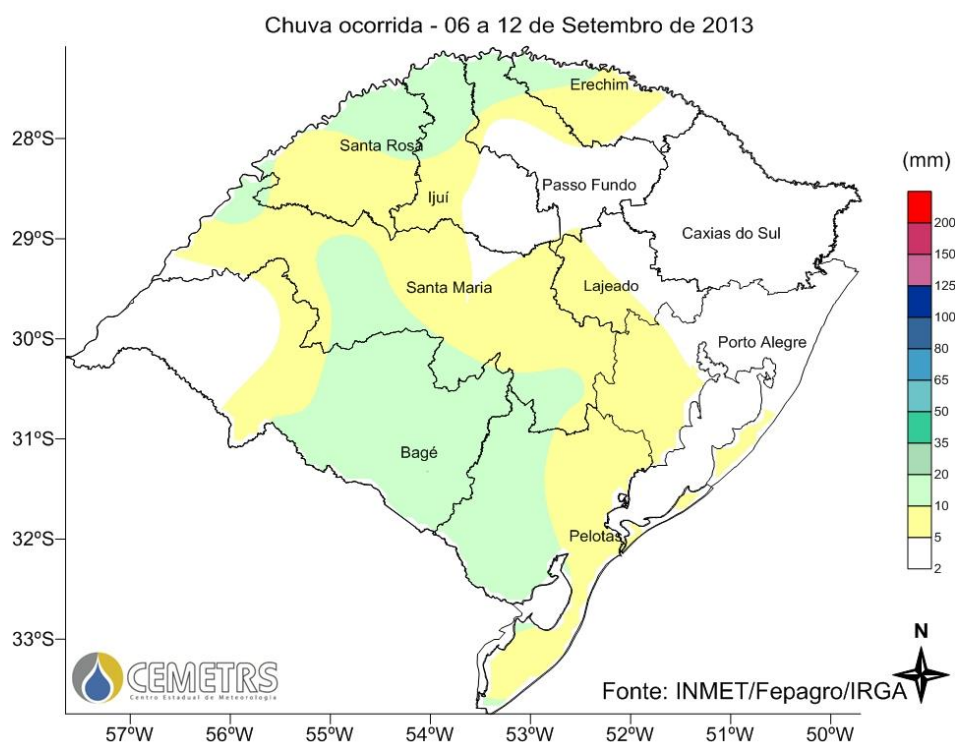 Chuva ocorrida - 06 a 12 de Setembro de 2013
Erechim
28ºS
Santa Rosa
(mm)
Passo Fundo
Ijuí
200
Caxias do Sul
29ºS
150
Santa Maria
Lajeado
125
100
30ºS
Porto Alegre
80
65
50
31ºS
35
Bagé
20
10
32ºS
Pelotas
5
2
33ºS
N
CEMETRS
Centro Estadual de Meteorologia
Fonte: INMET/Fepagro/IRGA
57ºW 56ºW 55ºW 54ºW 53ºW 52ºW 51ºW 50ºW